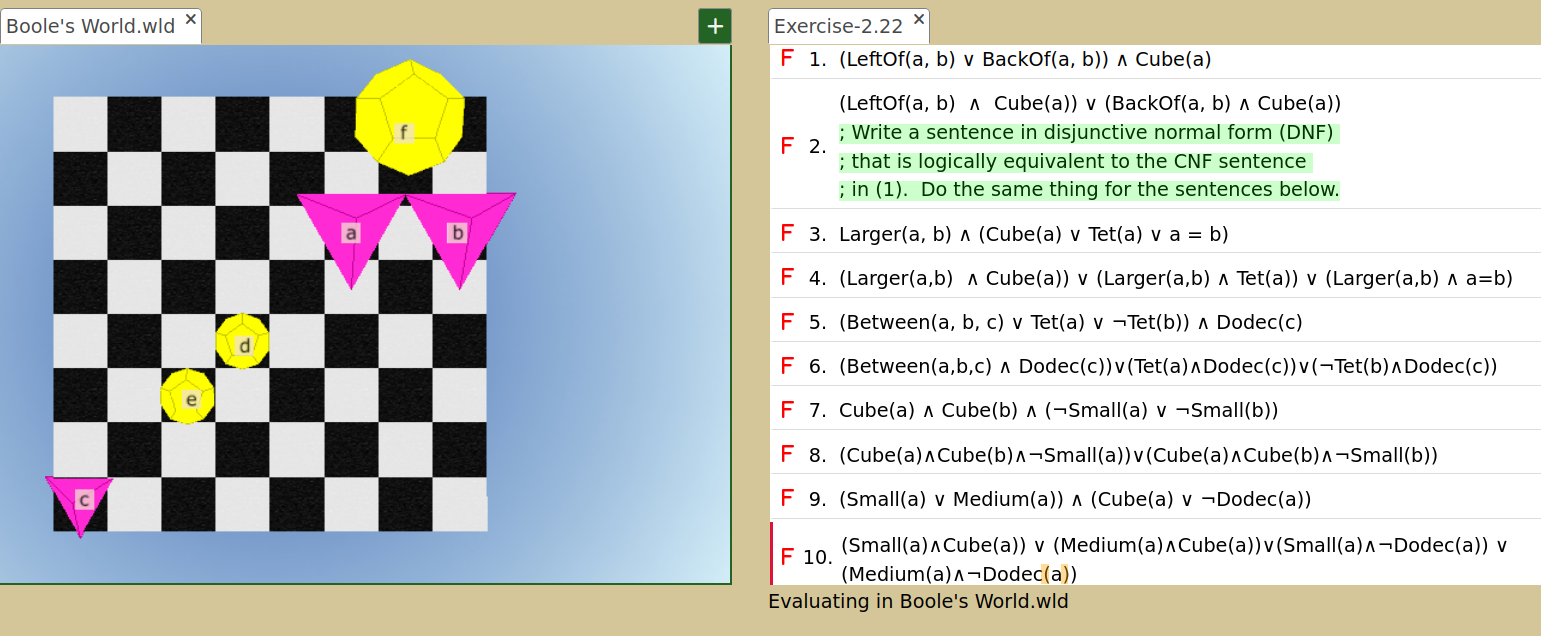 Boole's World.wld ×
+
f
a
b
d
e
c
Exercise-2.22 ×
F 1. (LeftOf(a, b) ∨ BackOf(a, b)) ∧ Cube(a)
(LeftOf(a, b) ∧ Cube(a)) ∨ (BackOf(a, b) ∧ Cube(a))
; Write a sentence in disjunctive normal form (DNF)
F 2.
; that is logically equivalent to the CNF sentence
; in (1). Do the same thing for the sentences below.
F 3. Larger(a, b) ∧ (Cube(a) ∨ Tet(a) ∨ a = b)
F 4. (Larger(a,b) ∧ Cube(a)) ∨ (Larger(a,b) ∧ Tet(a)) ∨ (Larger(a,b) ∧ a=b)
F 5. (Between(a, b, c) ∨ Tet(a) ∨ ¬Tet(b)) ∧ Dodec(c)
F 6. (Between(a,b,c) ∧ Dodec(c))∨(Tet(a)∧Dodec(c))∨(¬Tet(b)∧Dodec(c))
F 7. Cube(a) ∧ Cube(b) ∧ (¬Small(a) ∨ ¬Small(b))
F 8. (Cube(a)∧Cube(b)∧¬Small(a))∨(Cube(a)∧Cube(b)∧¬Small(b))
F 9. (Small(a) ∨ Medium(a)) ∧ (Cube(a) ∨ ¬Dodec(a))
F 10. (Small(a)∧Cube(a)) ∨ (Medium(a)∧Cube(a))∨(Small(a)∧¬Dodec(a)) ∨
(Medium(a)∧¬Dodec(a))
Evaluating in Boole's World.wld